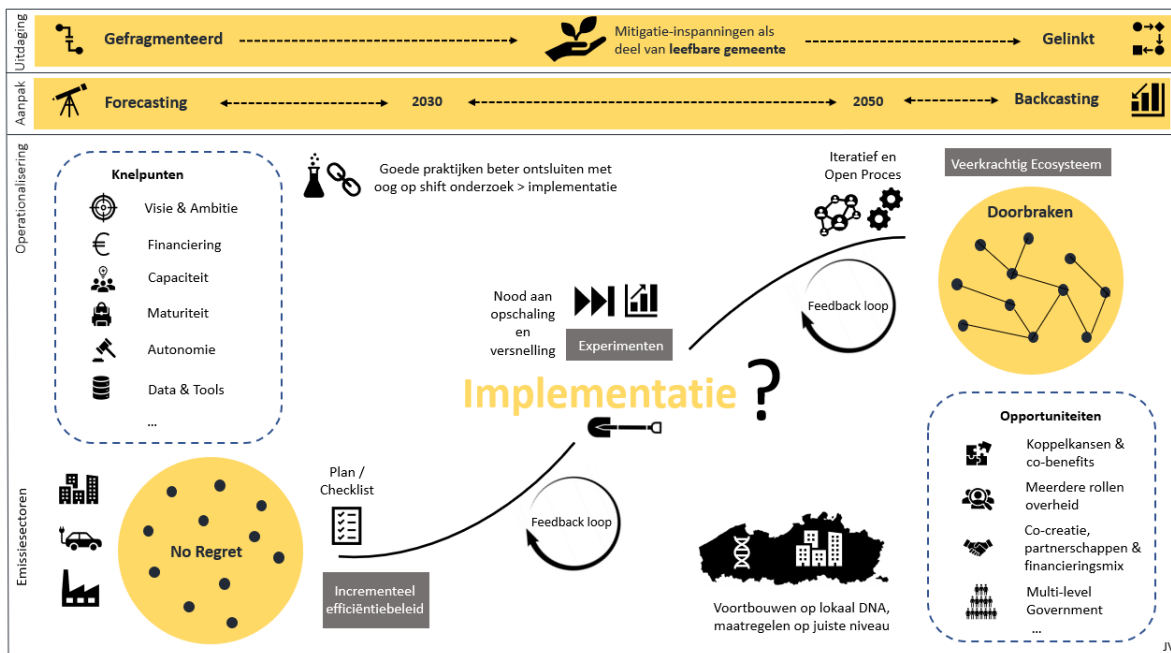 Uitdaging
Gefragmenteerd
Mitigatie-inspanningen als
deel van leefbare gemeente
Gelinkt
Aanpak
Forecasting
2030
2050
Backcasting
Operationalisering
Knelpunten
Visie & Ambitie
€
Financiering
Capaciteit
Maturiteit
Autonomie
Data & Tools
...
Goede praktijken beter ontsluiten met
oog op shift onderzoek > implementatie
Iteratief en
Open Proces
Veerkrachtig Ecosysteem
Doorbraken
Nood aan
opschaling
en
versnelling
Experimenten
Feedback loop
Implementatie ?
Emissiesectoren
No Regret
Plan /
Checklist
Incrementeel
efficiëntiebeleid
Feedback loop
Voortbouwen op lokaal DNA,
maatregelen op juiste niveau
Opportuniteiten
Koppelkansen &
co-benefits
Meerdere rollen
overheid
Co-creatie,
partnerschappen &
financieringsmix
Multi-level
Government
...